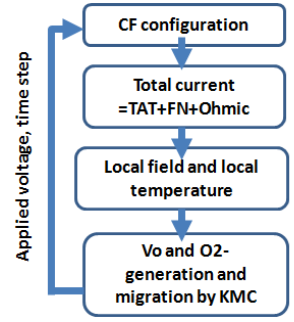 CF configuration
Total current
=TAT+FN+Ohmic
Local field and local
temperature
Vo and O2-
generation and
migration by KMC
Applied voltage, time step